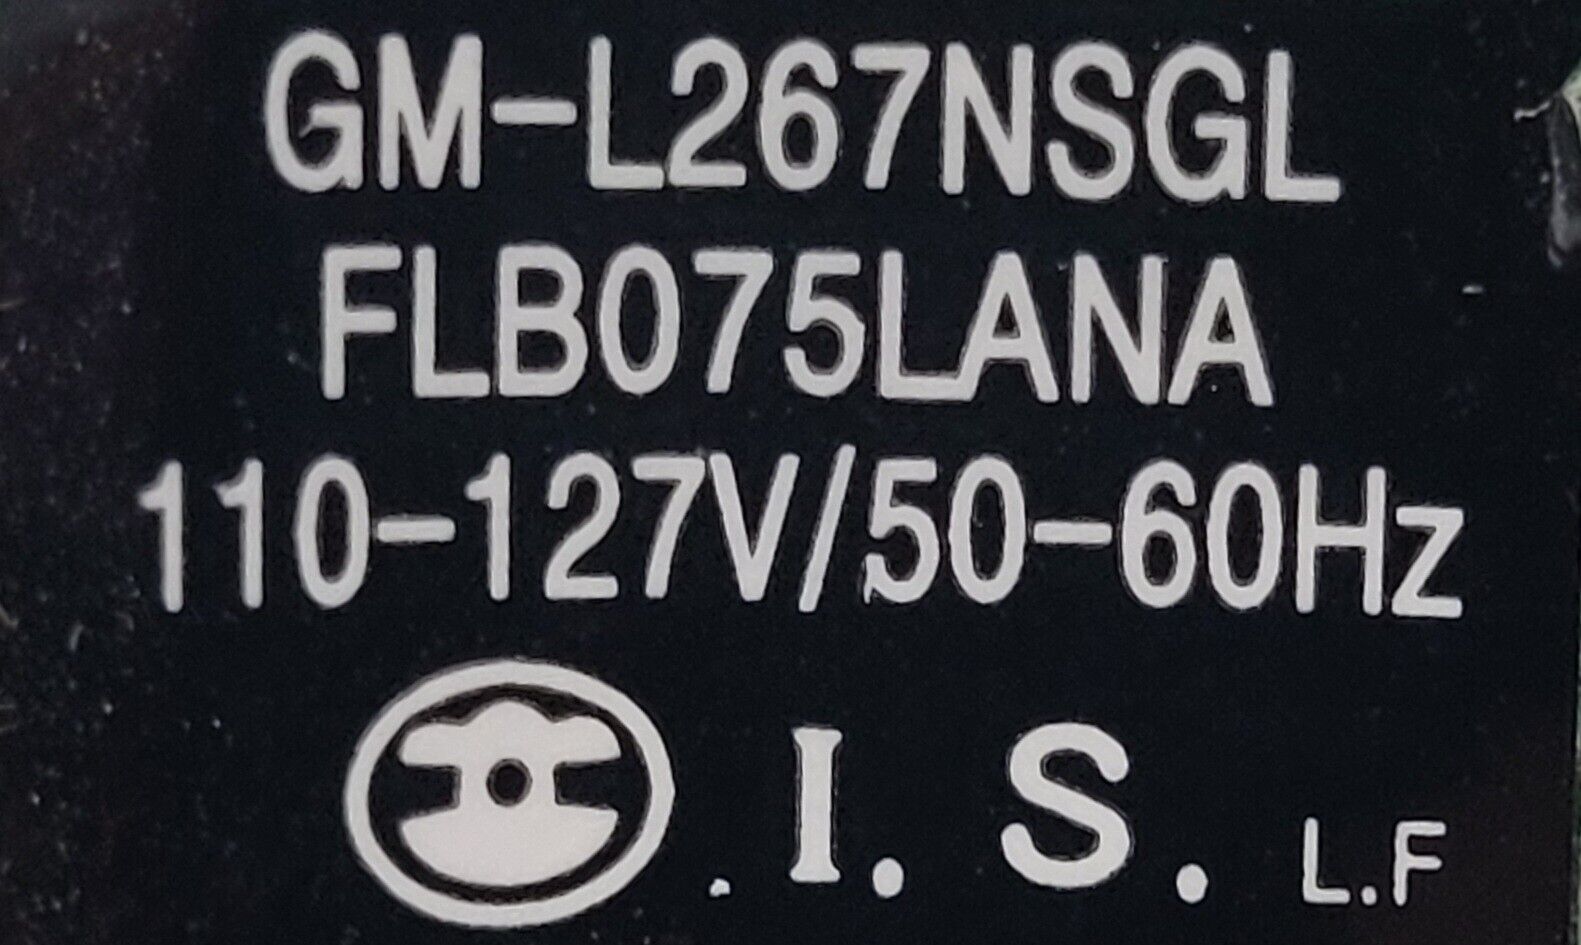 GM-L267NSGL
FLB075LANA
110-127V/50-60Hz
. I. S. L.F